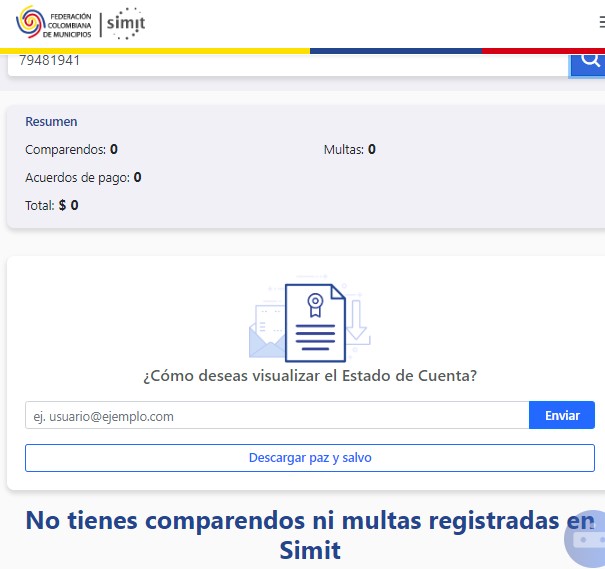 FEDERACIÓN
COLOMBIANA
DE MUNICIPIOS
simit
79481941
Resumen
Comparendos: 0
Multas: 0
Acuerdos de pago: 0
Total: $ 0
¿Cómo deseas visualizar el Estado de Cuenta?
ej. usuario@ejemplo.com
Enviar
Descargar paz y salvo
No tienes comparendos ni multas registradas en
Simit